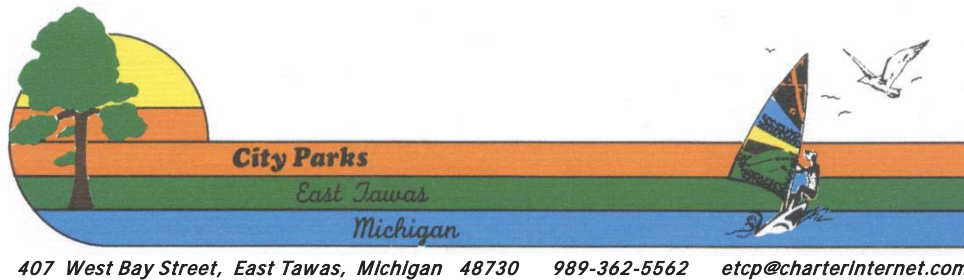 City Parks
East Tawas
Michigan
407 West Bay Street, East Tawas, Michigan 48730 989-362-5562 etcp@charterinternet.com